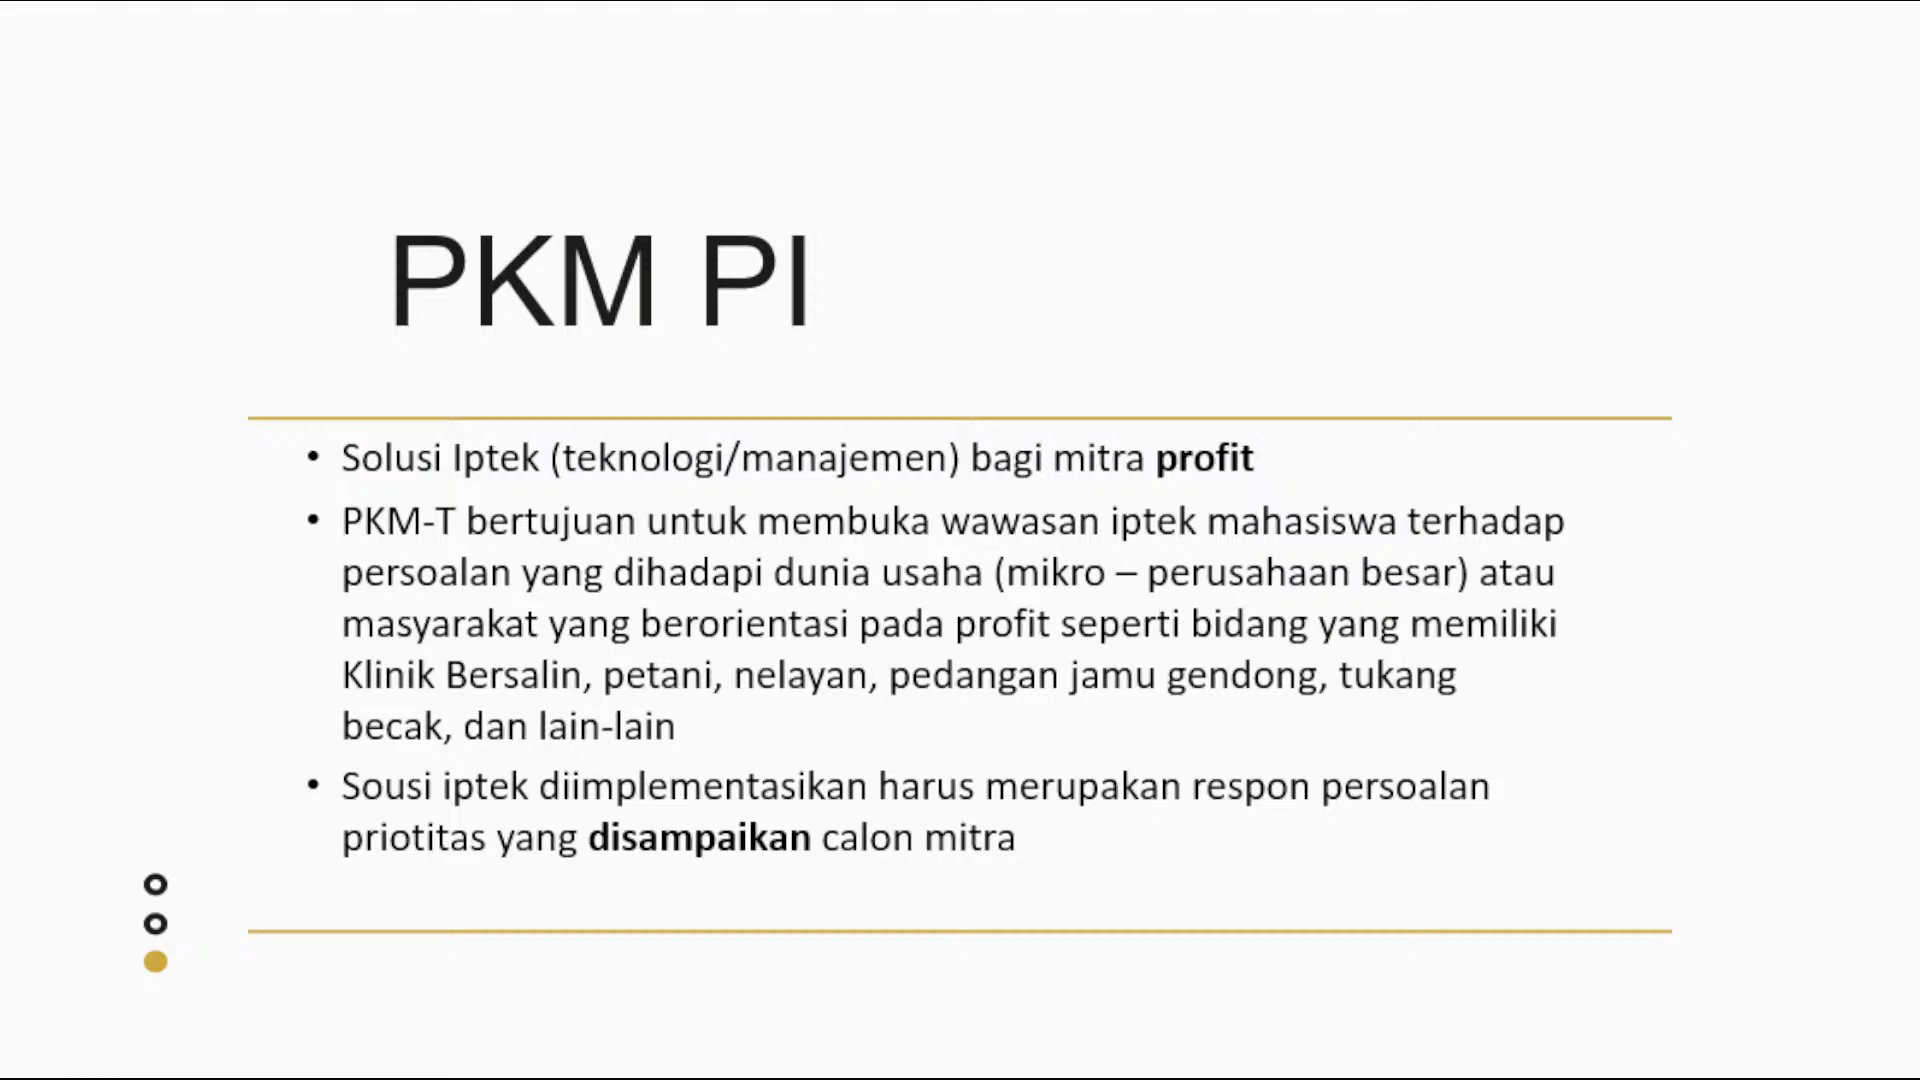 PKM PI
• Solusi Iptek (teknologi/manajemen) bagi mitra profit
• PKM-T bertujuan untuk membuka wawasan iptek mahasiswa terhadap
persoalan yang dihadapi dunia usaha (mikro – perusahaan besar) atau
masyarakat yang berorientasi pada profit seperti bidang yang memiliki
Klinik Bersalin, petani, nelayan, pedangan jamu gendong, tukang
becak, dan lain-lain
• Sousi iptek diimplementasikan harus merupakan respon persoalan
priotitas yang disampaikan calon mitra